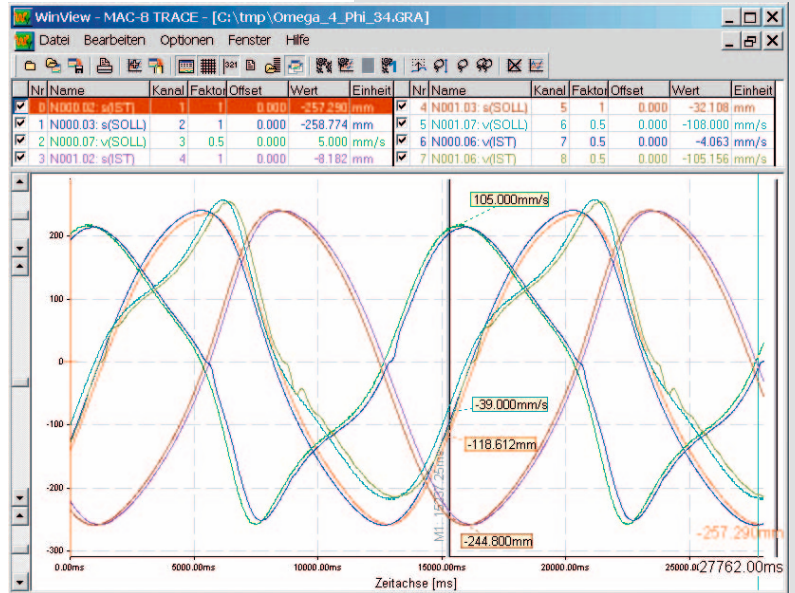 WinView - MAC-8 TRACE - [C:\tmp\Omega_4_Phi_34.GRA]
Datei Bearbeiten Optionen Fenster Hilfe
321
Nr Name Kanal Faktor Offset Wert Einheit Nr Name Kanal Faktor Offset Wert Einheit
0 N000.02: s(IST) 1 1 0.000 -257.290 mm 4 N001.03: s(SOLL) 5 1 0.000 -32.108 mm
1 N000.03: s(SOLL) 2 1 0.000 -258.774 mm 5 N001.07: v(SOLL) 6 0.5 0.000 -108.000 mm/s
2 N000.07: v(SOLL) 3 0.5 0.000 5.000 mm/s 6 N000.06: v(IST) 7 0.5 0.000 -4.063 mm/s
3 N001.02: s(IST) 4 1 0.000 -8.182 mm 7 N001.06: v(IST) 8 0.5 0.000 -105.156 mm/s
105.000mm/s
200
100
0
-39.000mm/s
-100
-118.612mm
M1: 15337.25ms
-200
-244.800mm
-257.290mm
-300
0.00ms 5000.00ms 10000.00ms 15000.00ms 20000.00ms 27762.00ms
Zeitachse [ms]